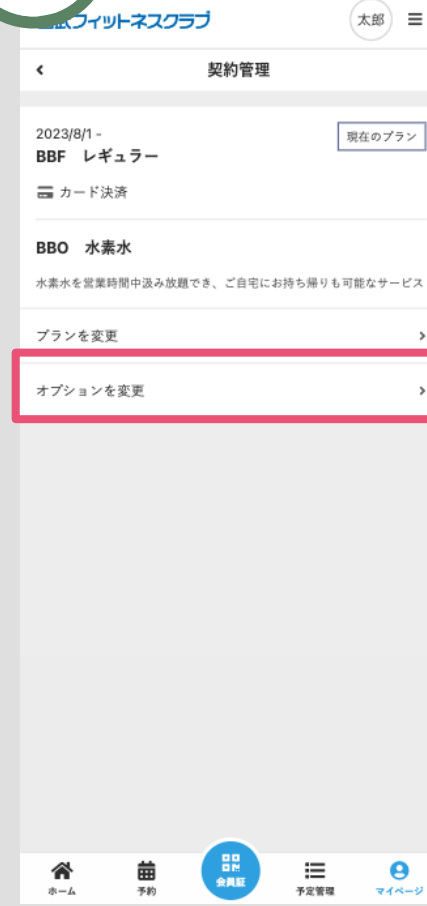 フィットネスクラブ
太郎
契約管理
2023/8/1 -
現在のプラン
BBF レギュラー
カード決済
BBO 水素水
水素水を営業時間中汲み放題でき、ご自宅にお持ち帰りも可能なサービス
プランを変更
オプションを変更
ホーム
予約
会員証
予定管理
マイページ